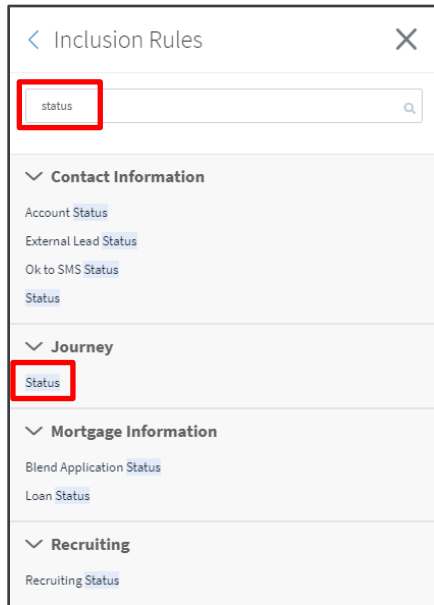 Inclusion Rules
status
Contact Information
Account Status
External Lead Status
Ok to SMS Status
Status
Journey
Status
Mortgage Information
Blend Application Status
Loan Status
Recruiting
Recruiting Status